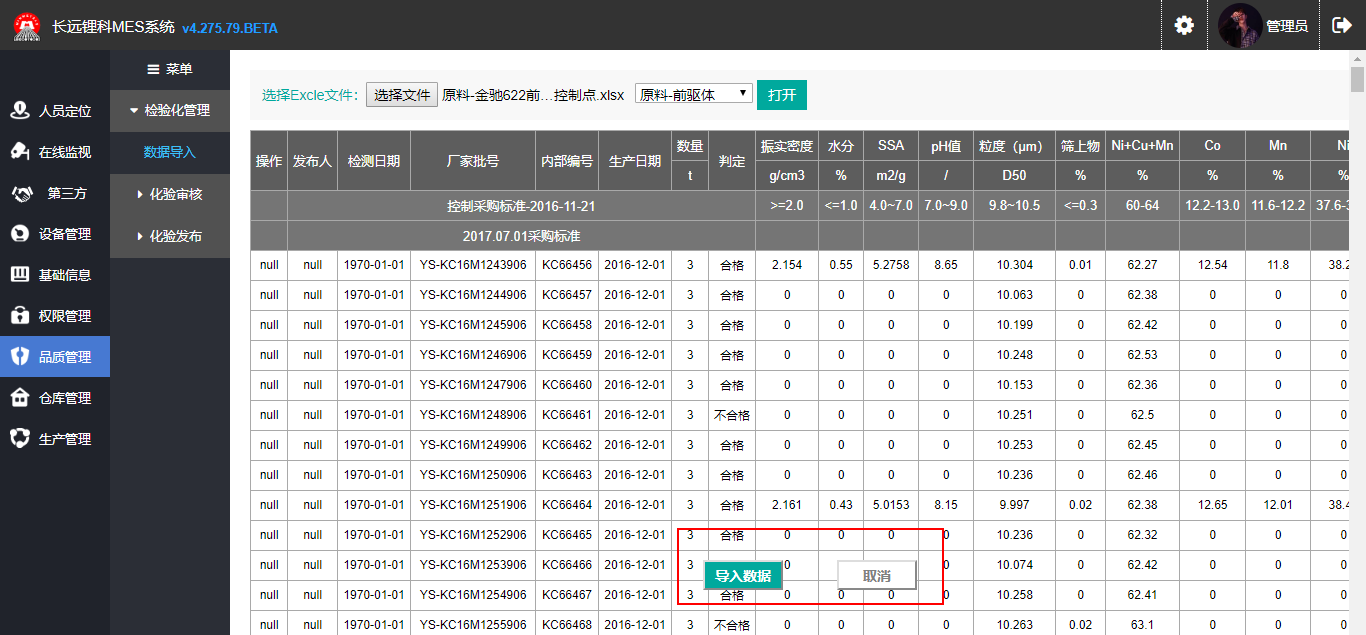 长远锂科MES系统 v4.275.79.BETA 管理员
菜单
人员定位
在线监视
第三方
设备管理
基础信息
权限管理
品质管理
仓库管理
生产管理
检验化管理
数据导入
化验审核
化验发布
选择Excle文件: 选择文件 原料-金驰622前...控制点.xlsx 原料-前驱体 打开
操作 发布人 检测日期 厂家批号 内部编号 生产日期 数量 判定 振实密度 水分 SSA pH值 粒度（μm） 筛上物 Ni+Cu+Mn Co Mn Ni
t g/cm3 % m2/g / D50 % % % % %
控制采购标准-2016-11-21 >=2.0 <=1.0 4.0~7.0 7.0~9.0 9.8~10.5 <=0.3 60-64 12.2-13.0 11.6-12.2 37.6-3
2017.07.01采购标准
null null 1970-01-01 YS-KC16M1243906 KC66456 2016-12-01 3 合格 2.154 0.55 5.2758 8.65 10.304 0.01 62.27 12.54 11.8 38.2
null null 1970-01-01 YS-KC16M1244906 KC66457 2016-12-01 3 合格 0 0 0 0 10.063 0 62.38 0 0 0
null null 1970-01-01 YS-KC16M1245906 KC66458 2016-12-01 3 合格 0 0 0 0 10.199 0 62.42 0 0 0
null null 1970-01-01 YS-KC16M1246906 KC66459 2016-12-01 3 合格 0 0 0 0 10.248 0 62.53 0 0 0
null null 1970-01-01 YS-KC16M1247906 KC66460 2016-12-01 3 合格 0 0 0 0 10.153 0 62.36 0 0 0
null null 1970-01-01 YS-KC16M1248906 KC66461 2016-12-01 3 不合格 0 0 0 0 10.251 0 62.5 0 0 0
null null 1970-01-01 YS-KC16M1249906 KC66462 2016-12-01 3 合格 0 0 0 0 10.253 0 62.45 0 0 0
null null 1970-01-01 YS-KC16M1250906 KC66463 2016-12-01 3 合格 0 0 0 0 10.236 0 62.46 0 0 0
null null 1970-01-01 YS-KC16M1251906 KC66464 2016-12-01 3 合格 2.161 0.43 5.0153 8.15 9.997 0.02 62.38 12.65 12.01 38.4
null null 1970-01-01 YS-KC16M1252906 KC66465 2016-12-01 3 合格 0 0 0 0 10.236 0 62.32 0 0 0
null null 1970-01-01 YS-KC16M1253906 KC66466 2016-12-01 3 导入数据 0 取消 0 10.074 0 62.42 0 0 0
null null 1970-01-01 YS-KC16M1254906 KC66467 2016-12-01 3 合格 0 0 0 0 10.258 0 62.41 0 0 0
null null 1970-01-01 YS-KC16M1255906 KC66468 2016-12-01 3 不合格 0 0 0 0 10.263 0.02 63.1 0 0 0